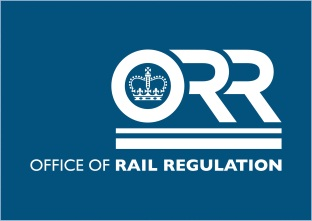 ORR
OFFICE OF RAIL REGULATION